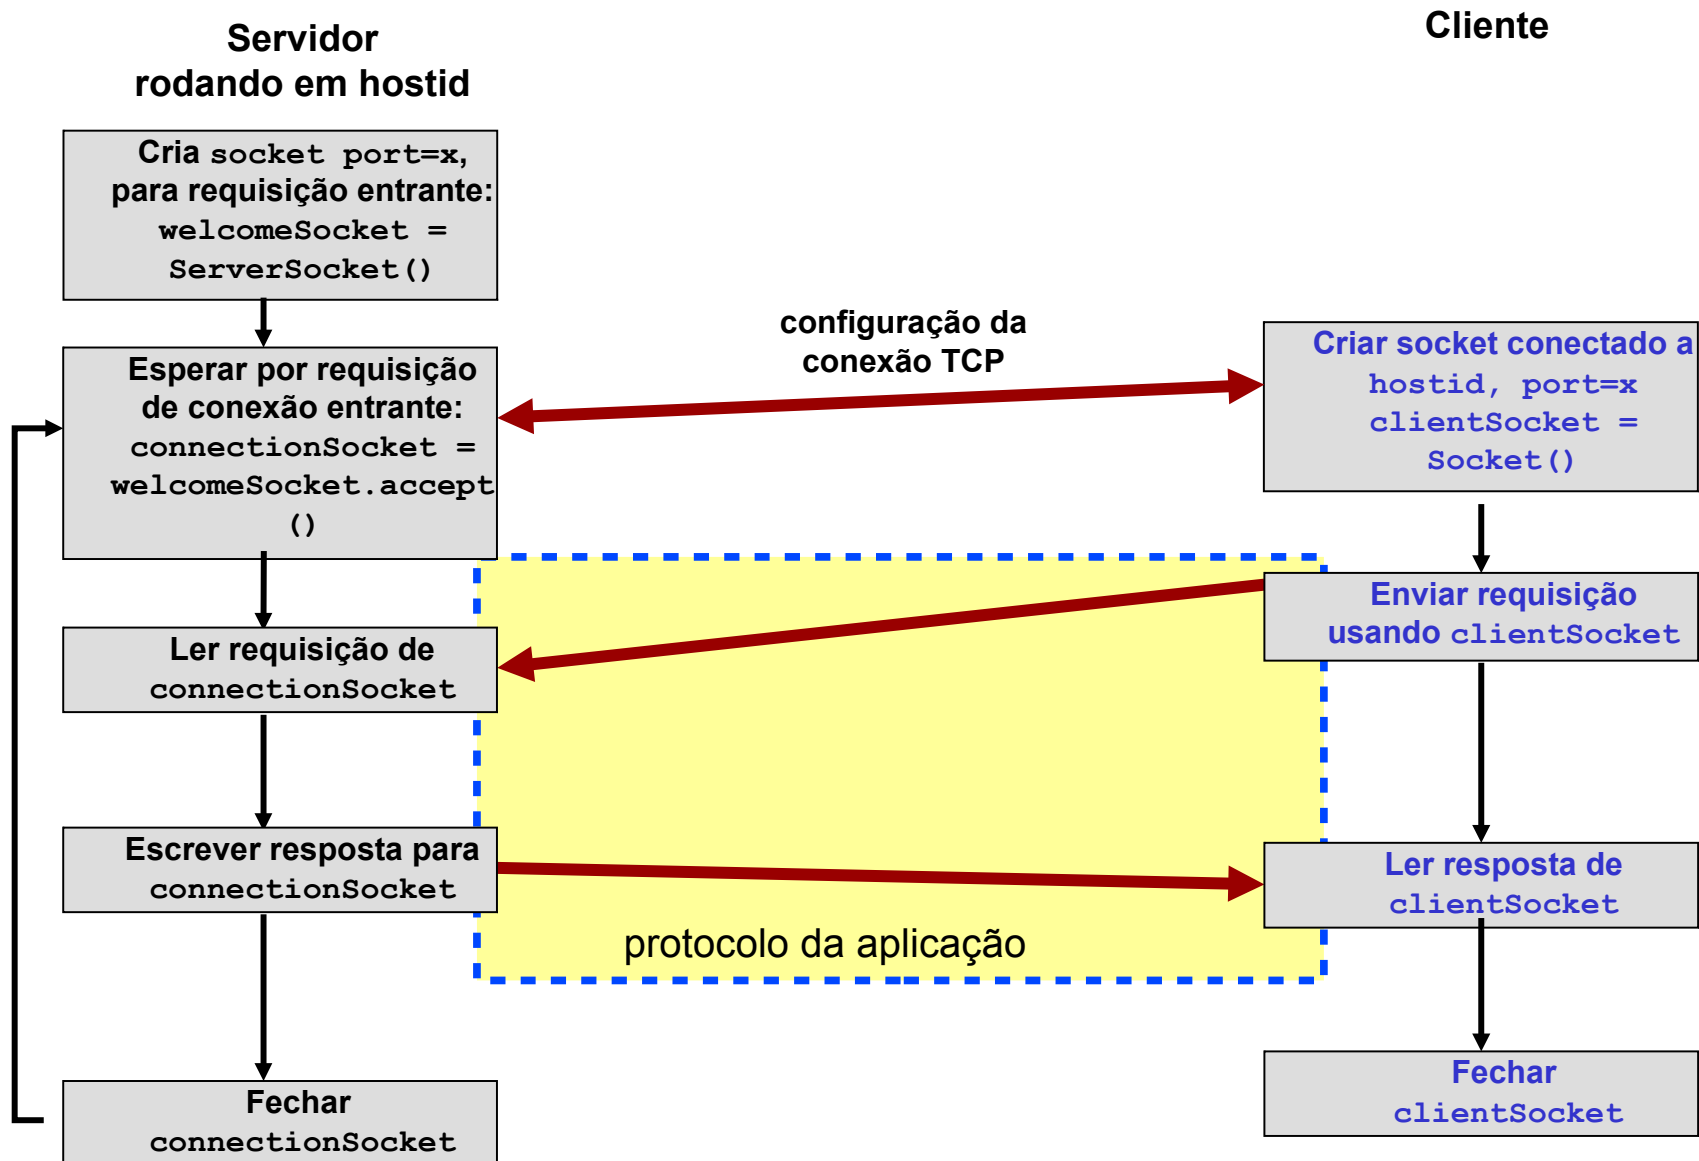 Servidor
rodando em hostid
Cria socket port=x,
para requisição entrante:
welcomeSocket =
ServerSocket()
Esperar por requisição
de conexão entrante:
connectionSocket =
welcomeSocket.accept
()
Ler requisição de
connectionSocket
Escrever resposta para
connectionSocket
Fechar
connectionSocket
configuração da
conexão TCP
protocolo da aplicação
Cliente
Criar socket conectado a
hostid, port=x
clientSocket =
Socket()
Enviar requisição
usando clientSocket
Ler resposta de
clientSocket
Fechar
clientSocket